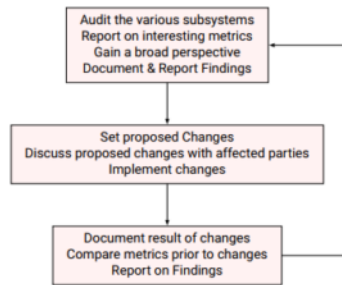 Audit the various subsystems
Report on interesting metrics
Gain a broad perspective
Document & Report Findings
Set proposed Changes
Discuss proposed changes with affected parties
Implement changes
Document result of changes
Compare metrics prior to changes
Report on Findings